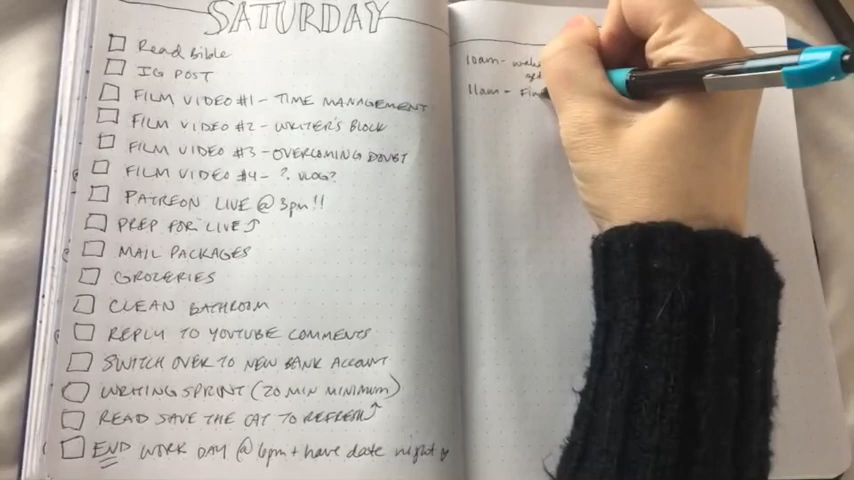 SATURDAY
Read Bible
IG POST
FILM VIDEO #1 - TIME MANAGEMENT
FILM VIDEO #2 - WRITER'S BLOCK
FILM VIDEO #3 - OVERCOMING DOUBT
FILM VIDEO #4 - ? VLOG?
PATREON LIVE @ 3pm!!
PREP FOR LIVE
MAIL PACKAGES
GROCERIES
CLEAN BATHROOM
REPLY TO YOUTUBE COMMENTS
SWITCH OVER TO NEW BANK ACCOUNT
WRITING SPRINT (20 MIN MINIMUM)
READ SAVE THE CAT TO REFRESH
END WORK DAY @ 6pm + have date night
10am -
11am -